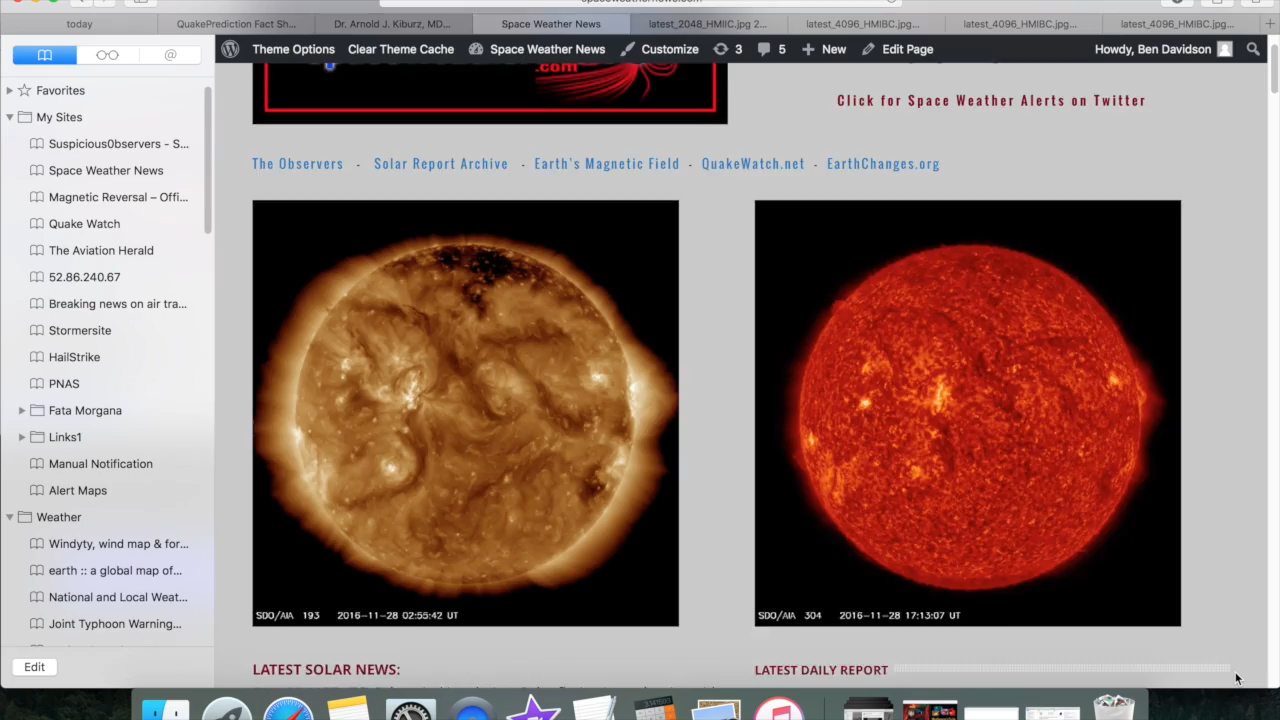 today
QuakePrediction Fact Sh...
Dr. Arnold J. Kiburz, MD...
Space Weather News
latest_2048_HMIIC.jpg 2...
latest_4096_HMIBC.jpg...
latest_4096_HMIBC.jpg...
latest_4096_HMIBC.jpg...
Theme Options
Clear Theme Cache
Space Weather News
Customize
3
5
New
Edit Page
Howdy, Ben Davidson
Favorites
My Sites
Suspicious0bservers - S...
Space Weather News
Magnetic Reversal – Offi...
Quake Watch
The Aviation Herald
52.86.240.67
Breaking news on air tra...
Stormersite
HailStrike
PNAS
Fata Morgana
Links1
Manual Notification
Alert Maps
Weather
Windyty, wind map & for...
earth :: a global map of...
National and Local Weat...
Joint Typhoon Warning...
Edit
.com
Click for Space Weather Alerts on Twitter
The Observers - Solar Report Archive - Earth's Magnetic Field - QuakeWatch.net - EarthChanges.org
SDO/AIA 193 2016-11-28 02:55:42 UT
SDO/AIA 304 2016-11-28 17:13:07 UT
LATEST SOLAR NEWS:
LATEST DAILY REPORT